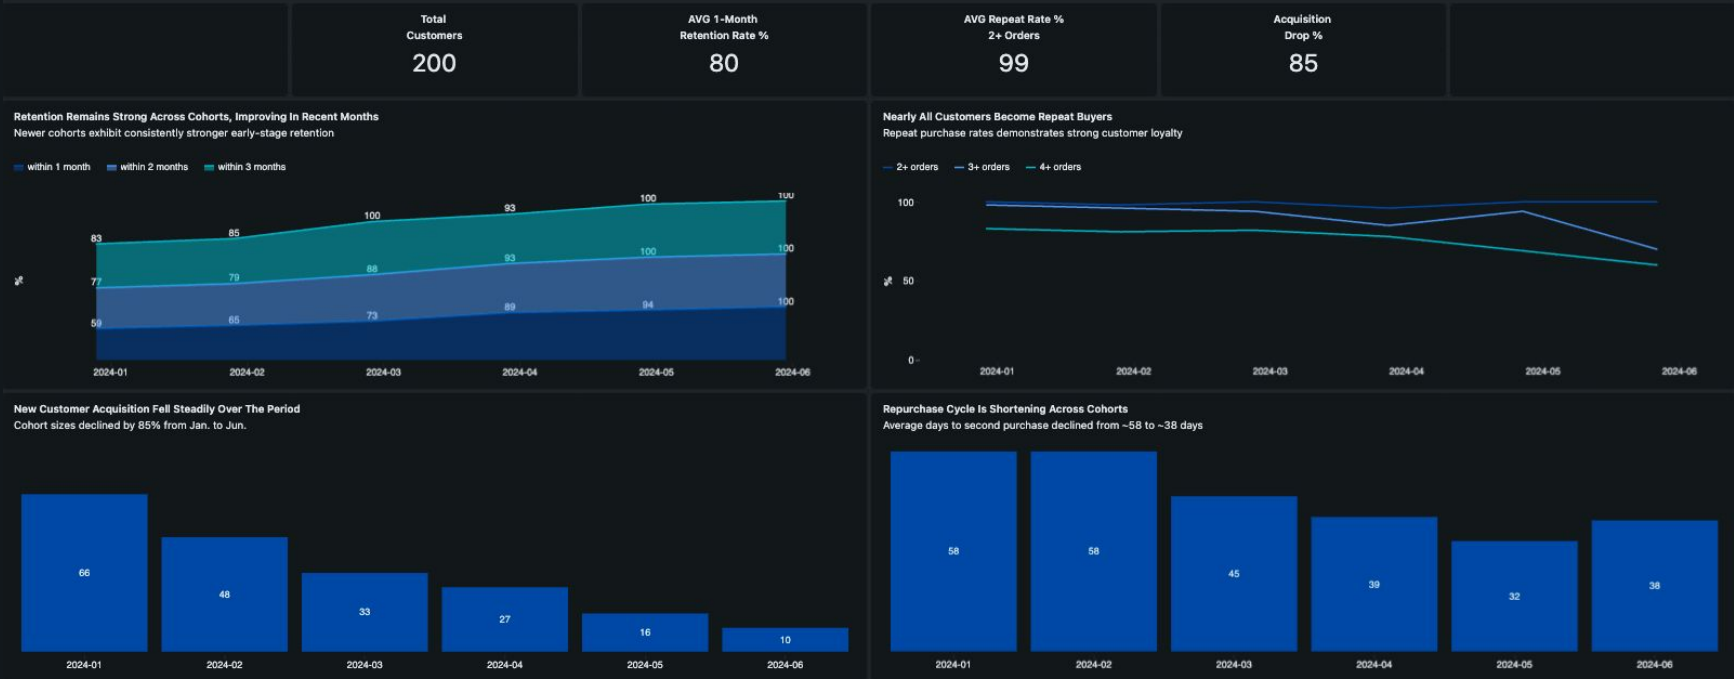 Total
Customers
200
AVG 1-Month
Retention Rate %
80
AVG Repeat Rate %
2+ Orders
99
Acquisition
Drop %
85
Retention Remains Strong Across Cohorts, Improving In Recent Months
Newer cohorts exhibit consistently stronger early-stage retention
within 1 month within 2 months within 3 months
83 85 100 93 100 100
77 79 88 93 100 100
59 65 73 89 94 100
%
2024-01 2024-02 2024-03 2024-04 2024-05 2024-06
Nearly All Customers Become Repeat Buyers
Repeat purchase rates demonstrates strong customer loyalty
2+ orders 3+ orders 4+ orders
100
% 50
0
2024-01 2024-02 2024-03 2024-04 2024-05 2024-06
New Customer Acquisition Fell Steadily Over The Period
Cohort sizes declined by 85% from Jan. to Jun.
66 48 33 27 16 10
2024-01 2024-02 2024-03 2024-04 2024-05 2024-06
Repurchase Cycle Is Shortening Across Cohorts
Average days to second purchase declined from ~58 to ~38 days
58 58 45 39 32 38
2024-01 2024-02 2024-03 2024-04 2024-05 2024-06